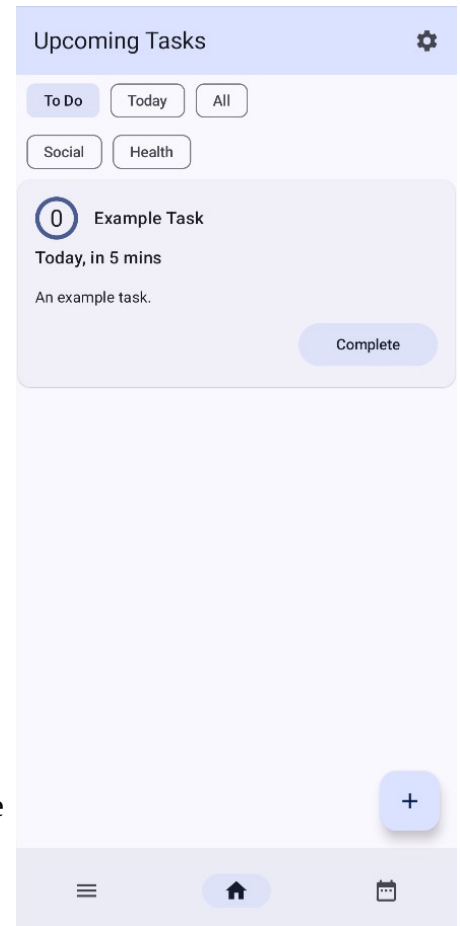 Upcoming Tasks
To Do Today All
Social Health
0 Example Task
Today, in 5 mins
An example task.
Complete
e
+